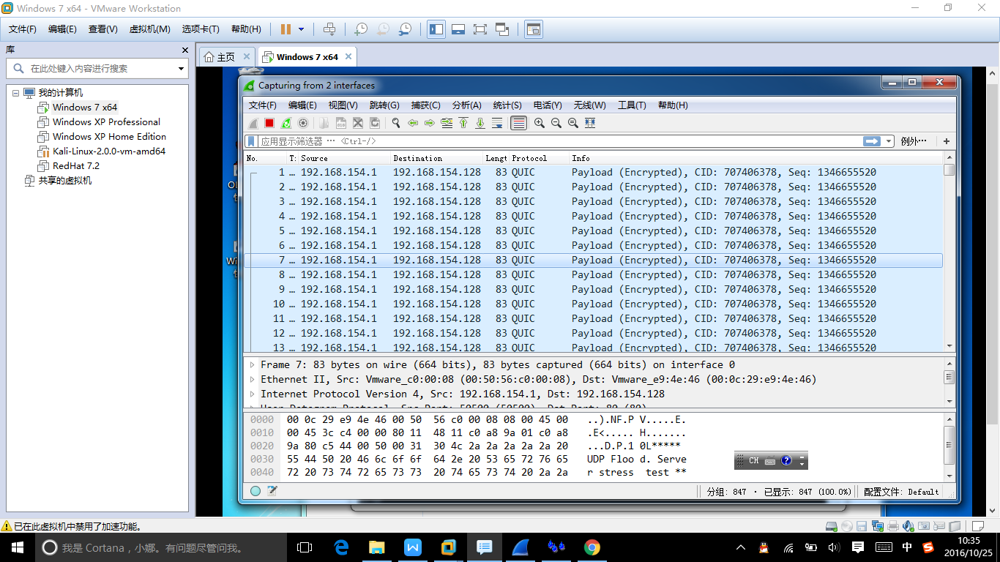 Windows 7 x64 - VMware Workstation
文件(F) 编辑(E) 查看(V) 虚拟机(M) 选项卡(T) 帮助(H)
库
在此处键入内容进行搜索
我的计算机
Windows 7 x64
Windows XP Professional
Windows XP Home Edition
Kali-Linux-2.0.0-vm-amd64
RedHat 7.2
共享的虚拟机
主页 Windows 7 x64
Capturing from 2 interfaces
文件(F) 编辑(E) 视图(V) 跳转(G) 捕获(C) 分析(A) 统计(S) 电话(Y) 无线(W) 工具(T) 帮助(H)
应用显示筛选器 … <Ctrl-/> 例外… +
No. T: Source Destination Lengt Protocol Info
1 … 192.168.154.1 192.168.154.128 83 QUIC Payload (Encrypted), CID: 707406378, Seq: 1346655520
2 … 192.168.154.1 192.168.154.128 83 QUIC Payload (Encrypted), CID: 707406378, Seq: 1346655520
3 … 192.168.154.1 192.168.154.128 83 QUIC Payload (Encrypted), CID: 707406378, Seq: 1346655520
4 … 192.168.154.1 192.168.154.128 83 QUIC Payload (Encrypted), CID: 707406378, Seq: 1346655520
5 … 192.168.154.1 192.168.154.128 83 QUIC Payload (Encrypted), CID: 707406378, Seq: 1346655520
6 … 192.168.154.1 192.168.154.128 83 QUIC Payload (Encrypted), CID: 707406378, Seq: 1346655520
7 … 192.168.154.1 192.168.154.128 83 QUIC Payload (Encrypted), CID: 707406378, Seq: 1346655520
8 … 192.168.154.1 192.168.154.128 83 QUIC Payload (Encrypted), CID: 707406378, Seq: 1346655520
9 … 192.168.154.1 192.168.154.128 83 QUIC Payload (Encrypted), CID: 707406378, Seq: 1346655520
10 … 192.168.154.1 192.168.154.128 83 QUIC Payload (Encrypted), CID: 707406378, Seq: 1346655520
11 … 192.168.154.1 192.168.154.128 83 QUIC Payload (Encrypted), CID: 707406378, Seq: 1346655520
12 … 192.168.154.1 192.168.154.128 83 QUIC Payload (Encrypted), CID: 707406378, Seq: 1346655520
13 … 192.168.154.1 192.168.154.128 83 QUIC Payload (Encrypted), CID: 707406378, Seq: 1346655520
Frame 7: 83 bytes on wire (664 bits), 83 bytes captured (664 bits) on interface 0
Ethernet II, Src: Vmware_c0:00:08 (00:50:56:c0:00:08), Dst: Vmware_e9:4e:46 (00:0c:29:e9:4e:46)
Internet Protocol Version 4, Src: 192.168.154.1, Dst: 192.168.154.128
0000 00 0c 29 e9 4e 46 00 50 56 c0 00 08 08 00 45 00 ..).NF.P V.....E.
0010 00 45 3c c4 00 00 80 11 48 11 c0 a8 9a 01 c0 a8 .E<..... H.......
0020 9a 80 c5 44 00 50 00 31 30 4c 2a 2a 2a 2a 2a 20 ...D.P.1 0L*****
0030 55 44 50 20 46 6c 6f 6f 64 2e 20 53 65 72 76 65 UDP Floo d. Serve
0040 72 20 73 74 72 65 73 73 20 74 65 73 74 20 2a 2a r stress test **
CH
分组: 847 · 已显示: 847 (100.0%) 配置文件: Default
已在此虚拟机中禁用了加速功能。
我是 Cortana，小娜。有问题尽管问我。
中
10:35
2016/10/25